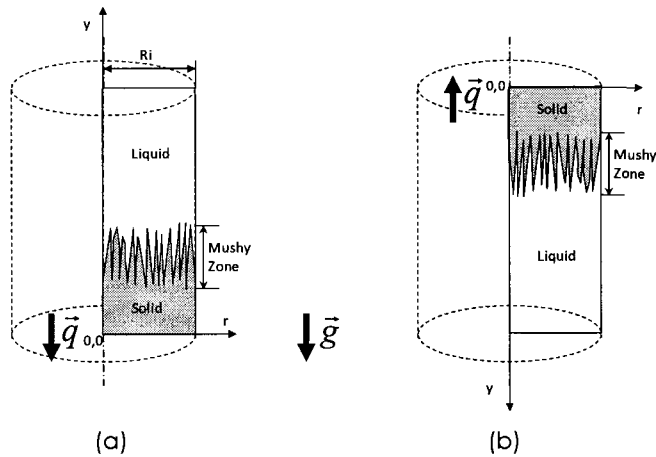 y
Ri
Liquid
Mushy
Zone
Solid
q⃗
0,0
r
g⃗
(a)
q⃗
0,0
r
Solid
Mushy
Zone
Liquid
y
(b)